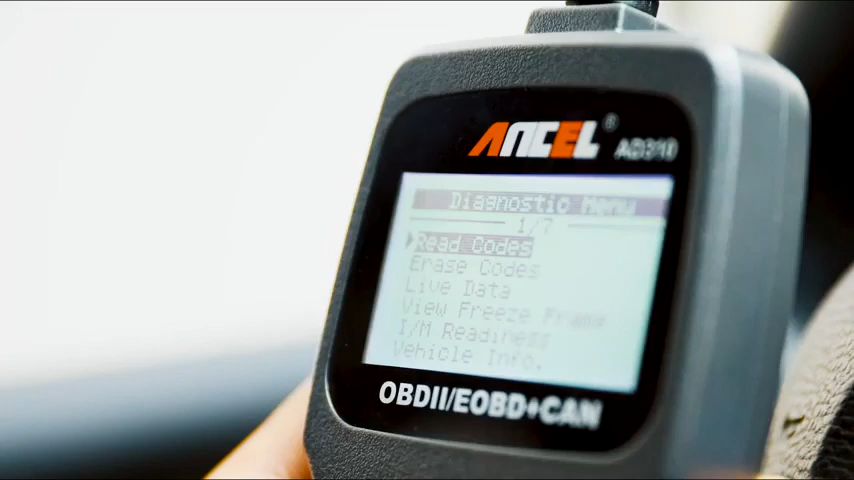 ANCEL®
AD310
Diagnostic Menu
1/7
Read Codes
Erase Codes
Live Data
View Freeze Frame
I/M Readiness
Vehicle Info.
OBDII/EOBD+CAN